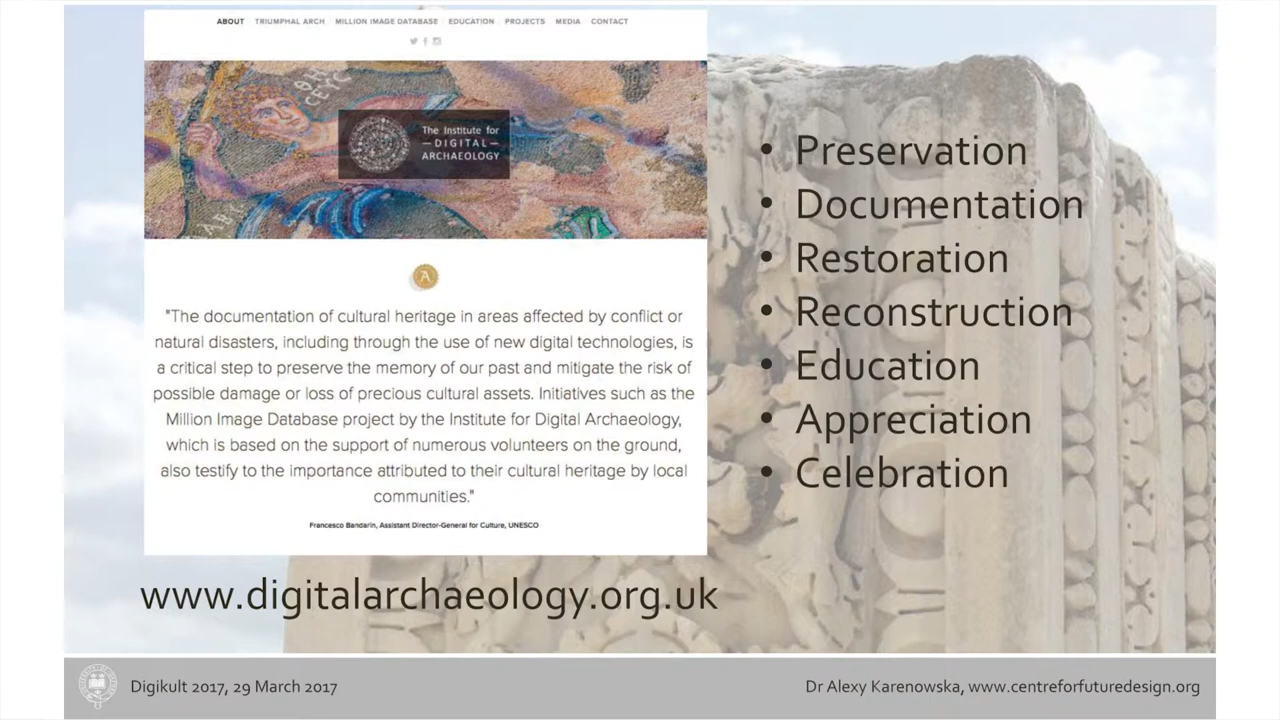 ABOUT TRIUMPHAL ARCH MILLION IMAGE DATABASE EDUCATION PROJECTS MEDIA CONTACT
The Institute for
—DIGITAL—
ARCHAEOLOGY
A
"The documentation of cultural heritage in areas affected by conflict or
natural disasters, including through the use of new digital technologies, is
a critical step to preserve the memory of our past and mitigate the risk of
possible damage or loss of precious cultural assets. Initiatives such as the
Million Image Database project by the Institute for Digital Archaeology,
which is based on the support of numerous volunteers on the ground,
also testify to the importance attributed to their cultural heritage by local
communities."
Francesco Bandarin, Assistant Director-General for Culture, UNESCO
www.digitalarchaeology.org.uk
• Preservation
• Documentation
• Restoration
• Reconstruction
• Education
• Appreciation
• Celebration
Digikult 2017, 29 March 2017
Dr Alexy Karenowska, www.centreforfuturedesign.org